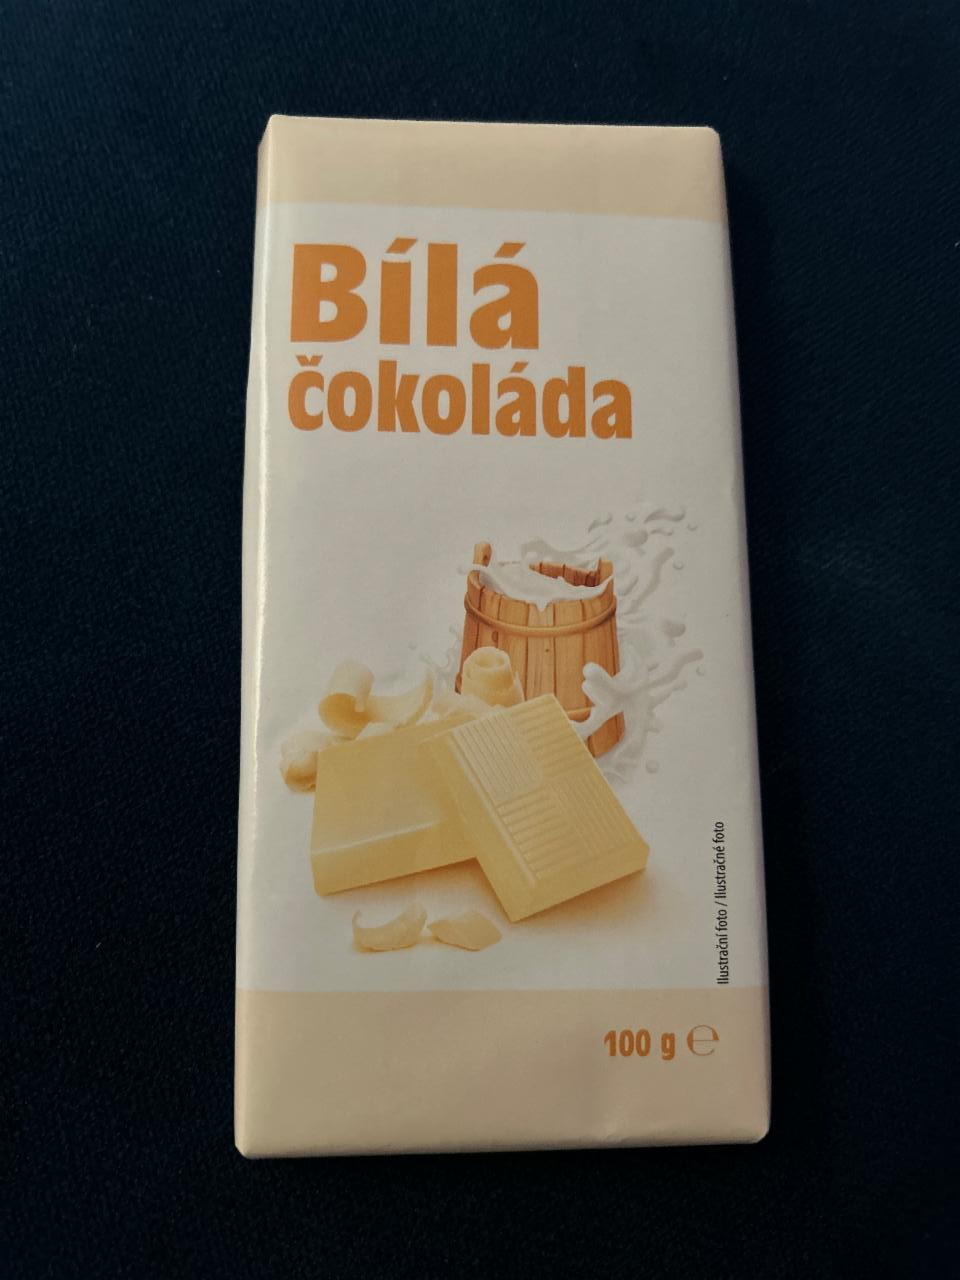 Bílá
čokoláda
Ilustrační foto / Ilustračné foto
100 g ℮